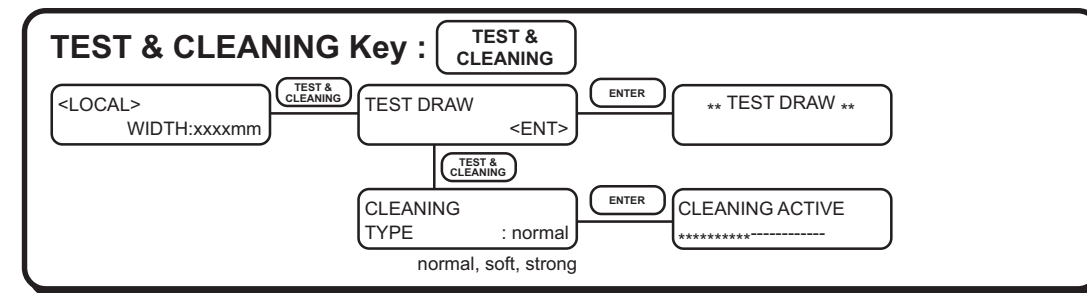 TEST & CLEANING Key :
TEST &
CLEANING
<LOCAL>
WIDTH:xxxxmm
TEST &
CLEANING
TEST DRAW
<ENT>
ENTER
** TEST DRAW **
TEST &
CLEANING
CLEANING
TYPE : normal
ENTER
CLEANING ACTIVE
**********------------
normal, soft, strong